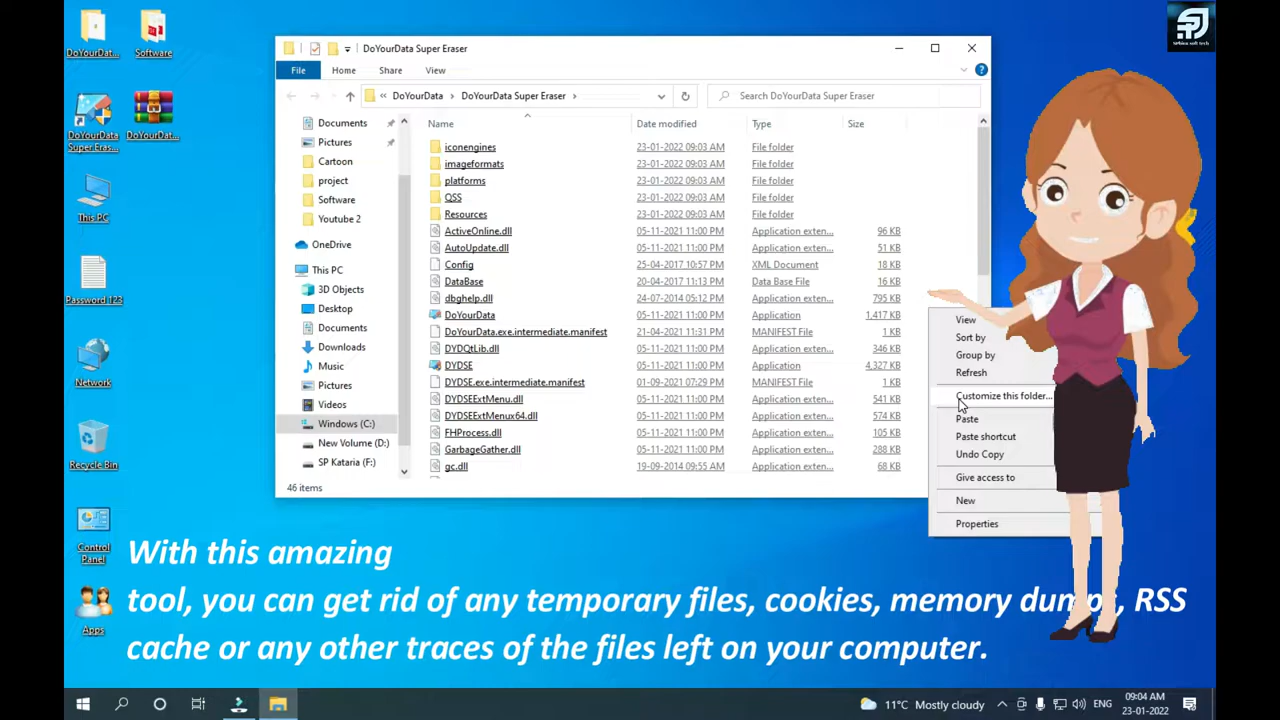 DoYourDat...
Software
DoYourData
Super Eras...
DoYourDat...
This PC
Password 123
Network
Recycle Bin
Control
Panel
Apps
DoYourData Super Eraser
File
Home
Share
View
«
DoYourData
DoYourData Super Eraser
Search DoYourData Super Eraser
Documents
Pictures
Cartoon
project
Software
Youtube 2
OneDrive
This PC
3D Objects
Desktop
Documents
Downloads
Music
Pictures
Videos
Windows (C:)
New Volume (D:)
SP Kataria (F:)
Name Date modified Type Size
iconengines 23-01-2022 09:03 AM File folder
imageformats 23-01-2022 09:03 AM File folder
platforms 23-01-2022 09:03 AM File folder
QSS 23-01-2022 09:03 AM File folder
Resources 23-01-2022 09:03 AM File folder
ActiveOnline.dll 05-11-2021 11:00 PM Application exten... 96 KB
AutoUpdate.dll 05-11-2021 11:00 PM Application exten... 51 KB
Config 25-04-2017 10:57 PM XML Document 18 KB
DataBase 20-04-2017 04:13 PM Data Base File 16 KB
dbghelp.dll 24-07-2014 05:12 PM Application exten... 795 KB
DoYourData 05-11-2021 11:00 PM Application 1,417 KB
DoYourData.exe.intermediate.manifest 21-04-2021 11:31 PM MANIFEST File 1 KB
DYDQtLib.dll 05-11-2021 11:00 PM Application exten... 346 KB
DYDSE 05-11-2021 11:00 PM Application 4,327 KB
DYDSE.exe.intermediate.manifest 01-09-2021 07:29 PM MANIFEST File 1 KB
DYDSEExtMenu.dll 05-11-2021 11:00 PM Application exten... 541 KB
DYDSEExtMenux64.dll 05-11-2021 11:00 PM Application exten... 574 KB
FHProcess.dll 05-11-2021 11:00 PM Application exten... 105 KB
GarbageGather.dll 05-11-2021 11:00 PM Application exten... 288 KB
gc.dll 19-09-2014 09:55 AM Application exten... 68 KB
46 items
View
Sort by
Group by
Refresh
Customize this folder...
Paste
Paste shortcut
Undo Copy
Give access to
New
Properties
With this amazing
tool, you can get rid of any temporary files, cookies, memory dumps, RSS
cache or any other traces of the files left on your computer.
11°C Mostly cloudy
ENG
09:04 AM
23-01-2022